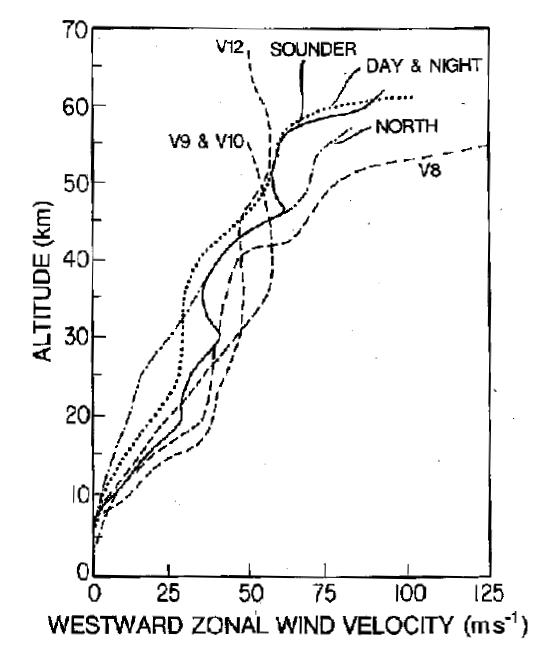 70
60
50
40
30
20
10
0
ALTITUDE (km)
V12
SOUNDER
DAY & NIGHT
V9 & V10
NORTH
V8
0 25 50 75 100 125
WESTWARD ZONAL WIND VELOCITY (ms⁻¹)